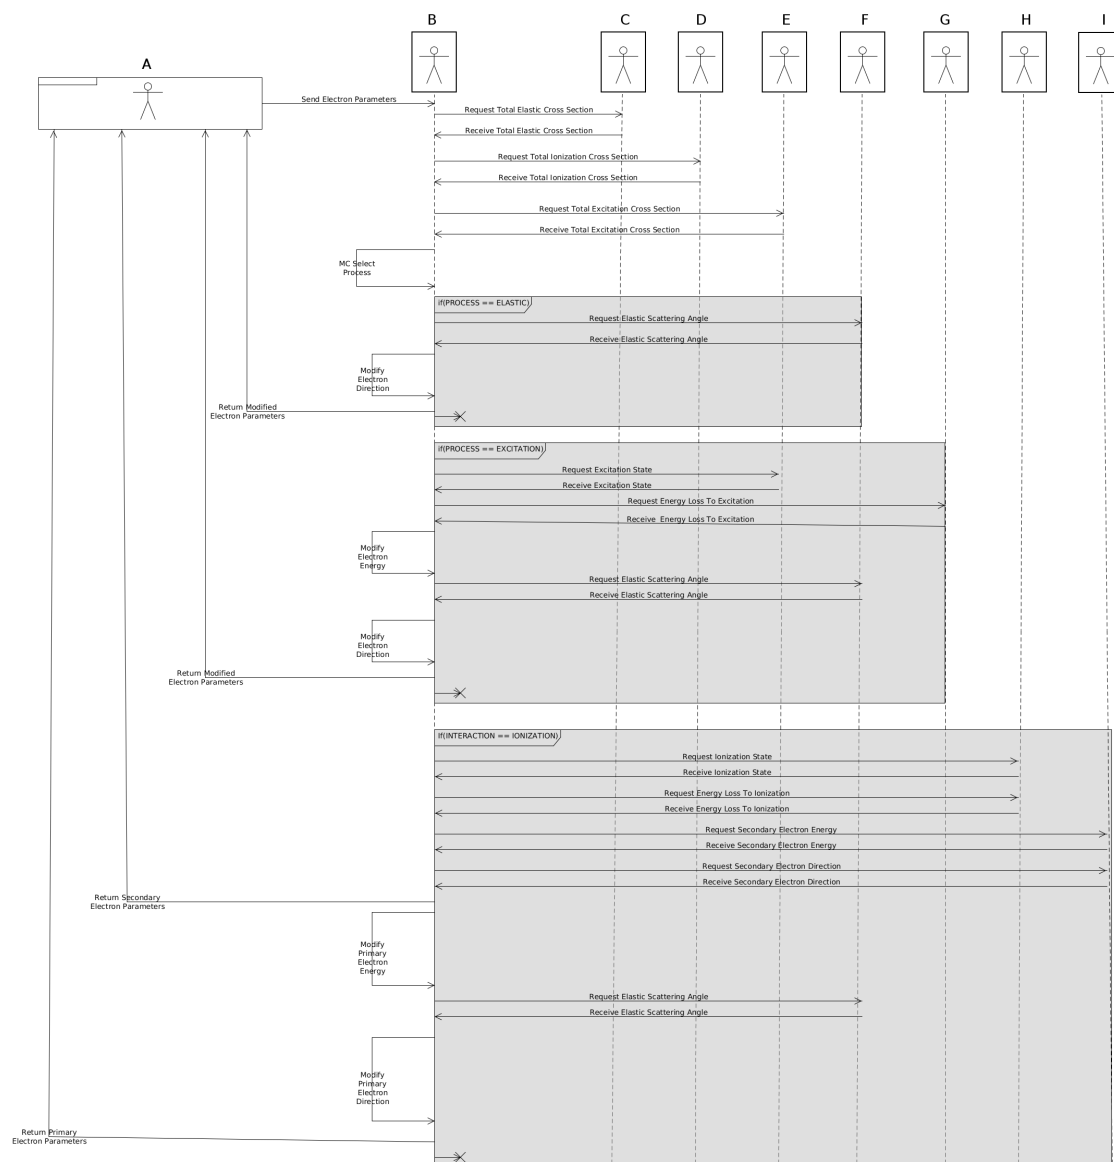 A
B
C
D
E
F
G
H
I
Send Electron Parameters
Request Total Elastic Cross Section
Receive Total Elastic Cross Section
Request Total Ionization Cross Section
Receive Total Ionization Cross Section
Request Total Excitation Cross Section
Receive Total Excitation Cross Section
MC Select
Process
if(PROCESS == ELASTIC)
Request Elastic Scattering Angle
Receive Elastic Scattering Angle
Modify
Electron
Direction
Return Modified
Electron Parameters
if(PROCESS == EXCITATION)
Request Excitation State
Receive Excitation State
Request Energy Loss To Excitation
Receive  Energy Loss To Excitation
Modify
Electron
Energy
Request Elastic Scattering Angle
Receive Elastic Scattering Angle
Modify
Electron
Direction
Return Modified
Electron Parameters
If(INTERACTION == IONIZATION)
Request Ionization State
Receive Ionization State
Request Energy Loss To Ionization
Receive Energy Loss To Ionization
Request Secondary Electron Energy
Receive Secondary Electron Energy
Request Secondary Electron Direction
Receive Secondary Electron Direction
Return Secondary
Electron Parameters
Modify
Primary
Electron
Energy
Request Elastic Scattering Angle
Receive Elastic Scattering Angle
Modify
Primary
Electron
Direction
Return Primary
Electron Parameters